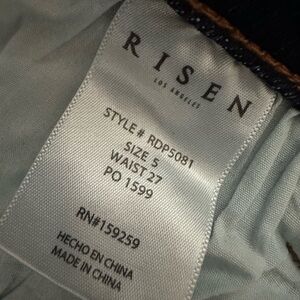 RISEN
LOS ANGELES
STYLE# RDP5081
SIZE 5
WAIST 27
PO 1599
RN#159259
HECHO EN CHINA
MADE IN CHINA